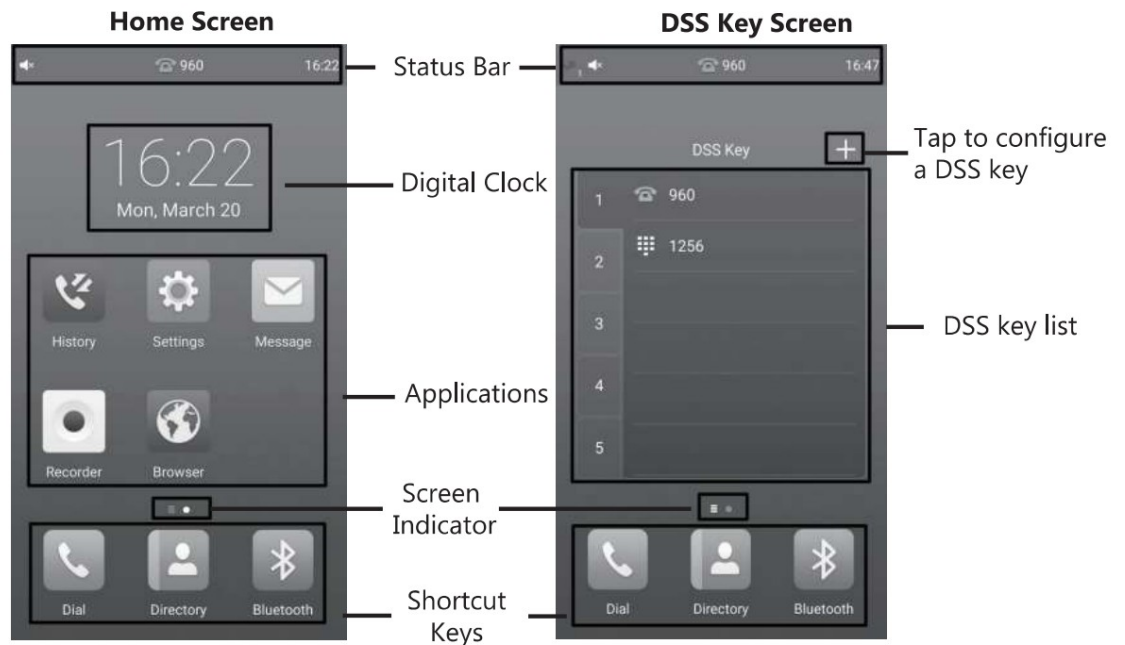 Home Screen
DSS Key Screen
960
16:22
Status Bar
1
960
16:47
16:22
Mon, March 20
Digital Clock
DSS Key
Tap to configure
a DSS key
History
Settings
Message
Recorder
Browser
Applications
1
960
2
1256
3
4
5
DSS key list
Screen
Indicator
Dial
Directory
Bluetooth
Shortcut
Keys
Dial
Directory
Bluetooth